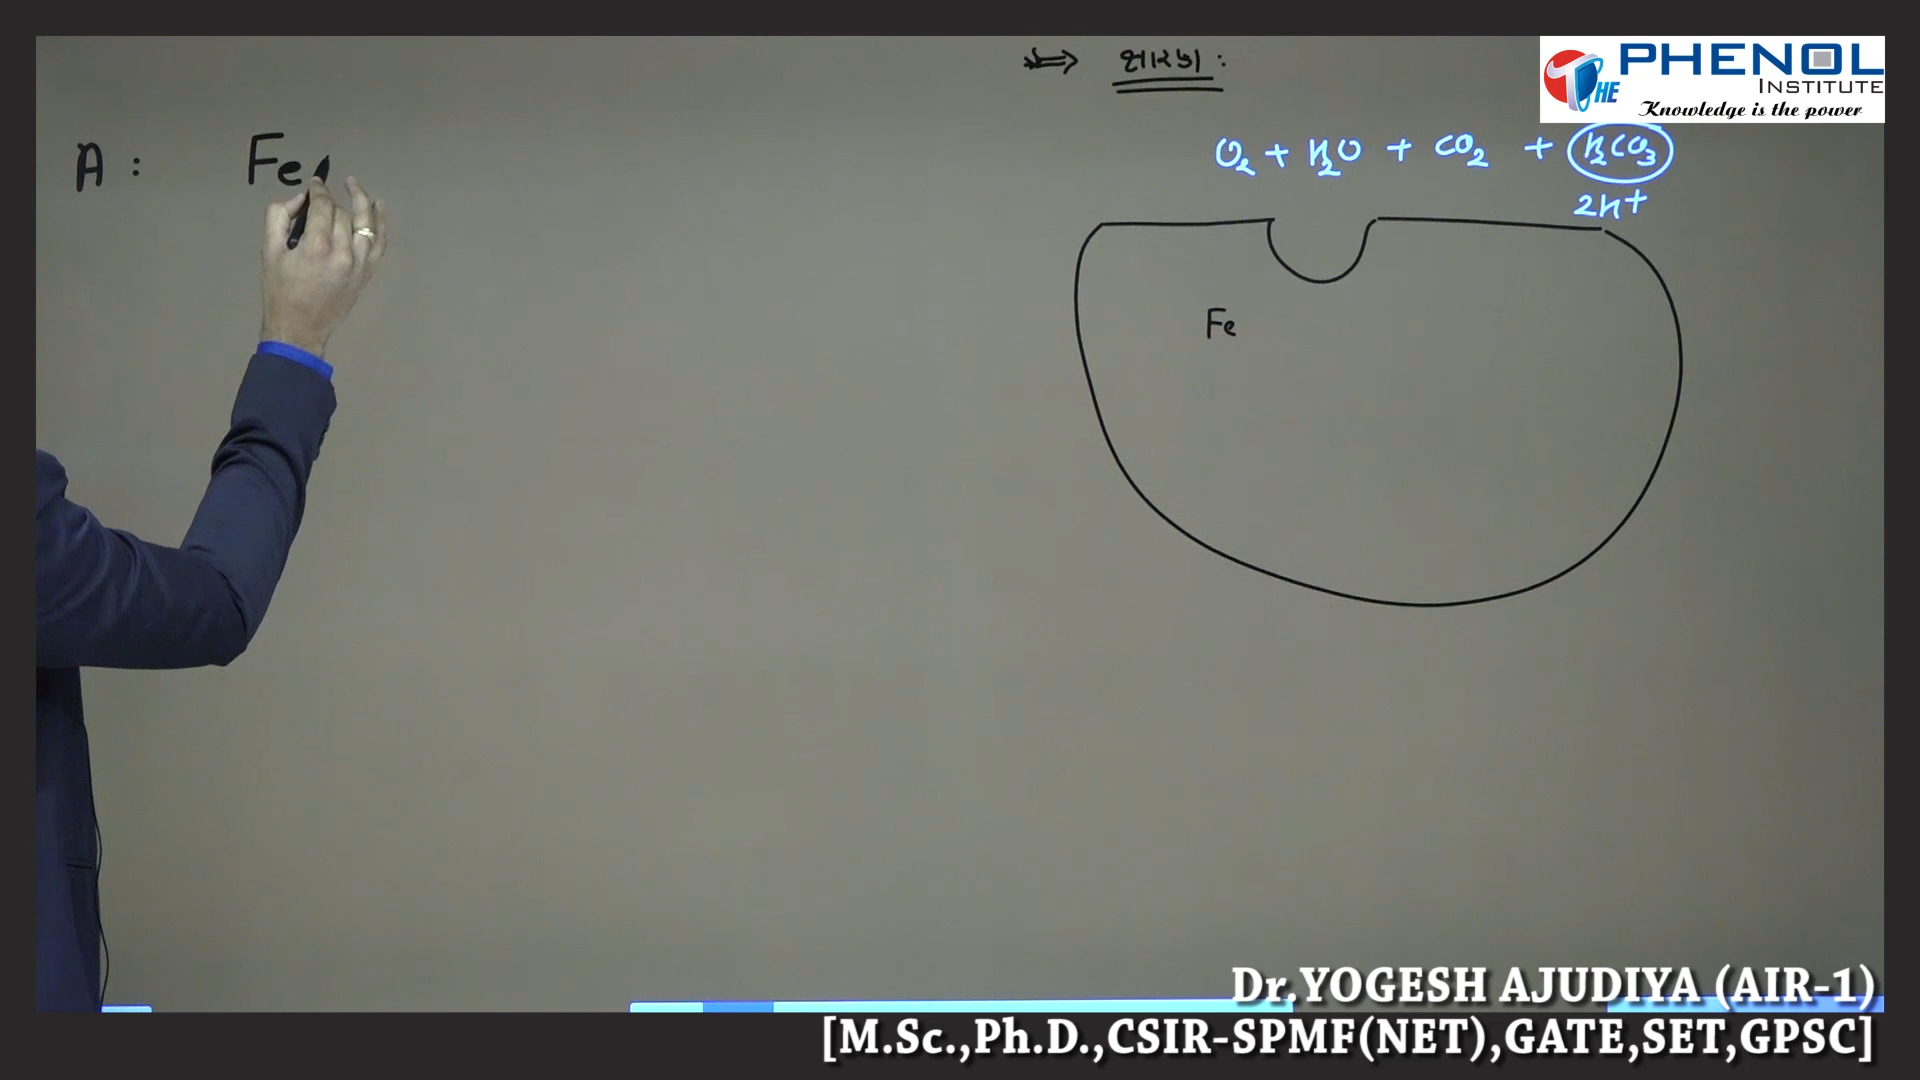 ⇒ ક્ષારણ :
THE PHENOL
INSTITUTE
Knowledge is the power
O₂ + H₂O + CO₂ + H₂CO₃
2H⁺
A : Fe
Fe
Dr.YOGESH AJUDIYA (AIR-1)
[M.Sc.,Ph.D.,CSIR-SPMF(NET),GATE,SET,GPSC]